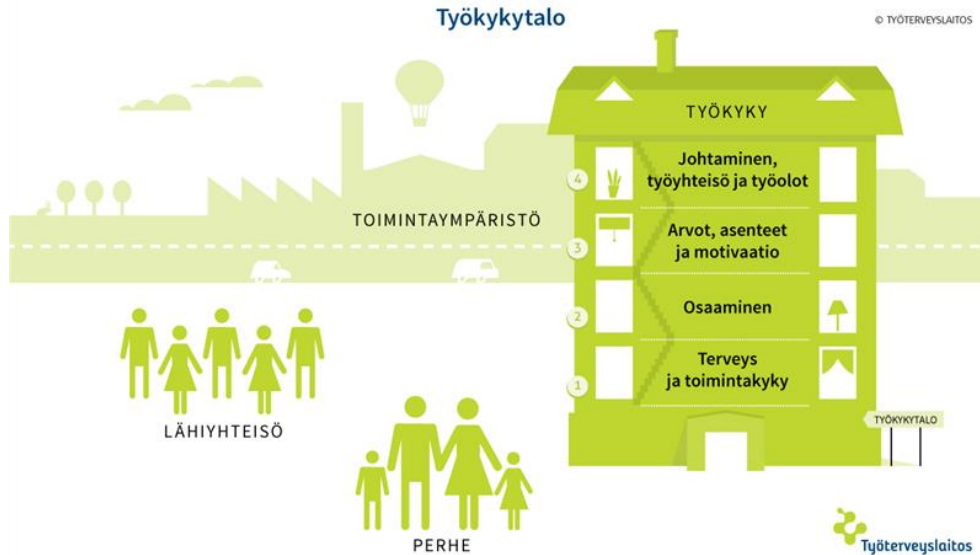 Työkykytalo
© TYÖTERVEYSLAITOS
TYÖKYKY
4
Johtaminen,
työyhteisö ja työolot
TOIMINTAYMPÄRISTÖ
3
Arvot, asenteet
ja motivaatio
2
Osaaminen
1
Terveys
ja toimintakyky
TYÖKYKYTALO
LÄHIYHTEISÖ
PERHE
Työterveyslaitos